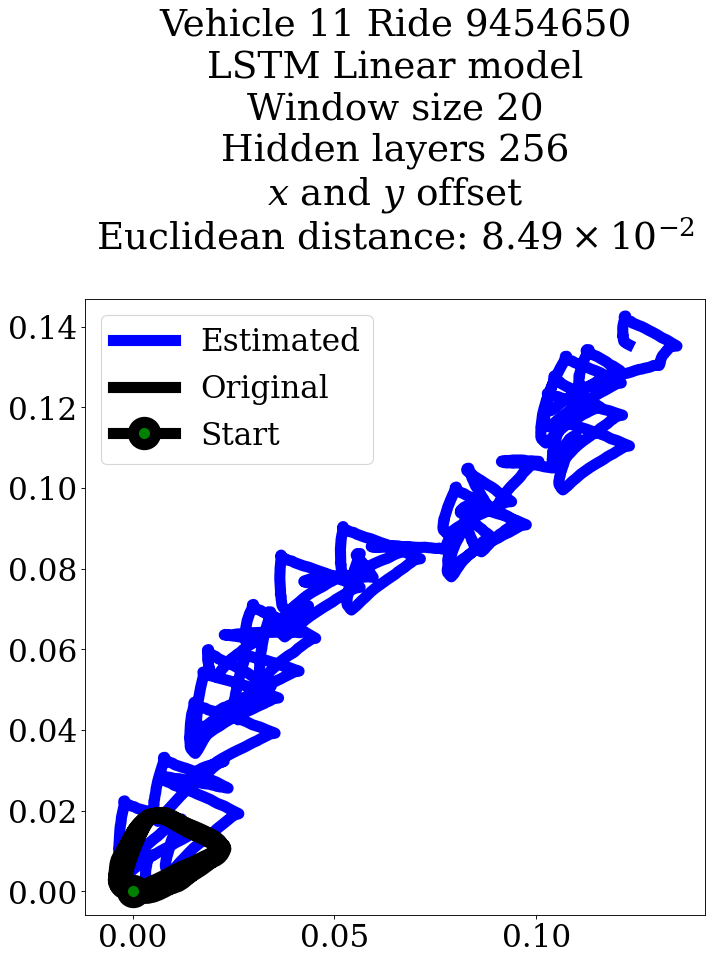 Vehicle 11 Ride 9454650
LSTM Linear model
Window size 20
Hidden layers 256
x and y offset
Euclidean distance: 8.49 × 10⁻²
Estimated
Original
Start
0.14
0.12
0.10
0.08
0.06
0.04
0.02
0.00
0.00 0.05 0.10